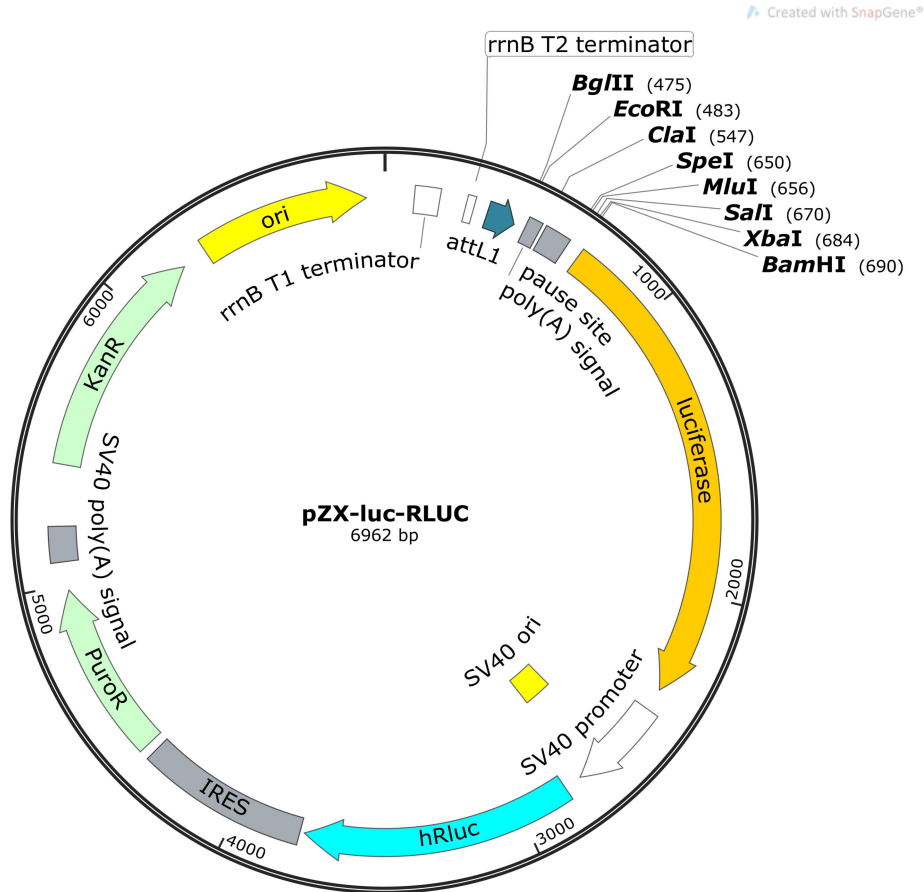 Created with SnapGene®
rrnB T2 terminator
BglII (475)
EcoRI (483)
ClaI (547)
SpeI (650)
MluI (656)
SalI (670)
XbaI (684)
BamHI (690)
ori
rrnB T1 terminator
attL1
pause site
poly(A) signal
1000
luciferase
2000
SV40 promoter
SV40 ori
3000
hRluc
4000
IRES
PuroR
5000
SV40 poly(A) signal
KanR
6000
pZX-luc-RLUC
6962 bp